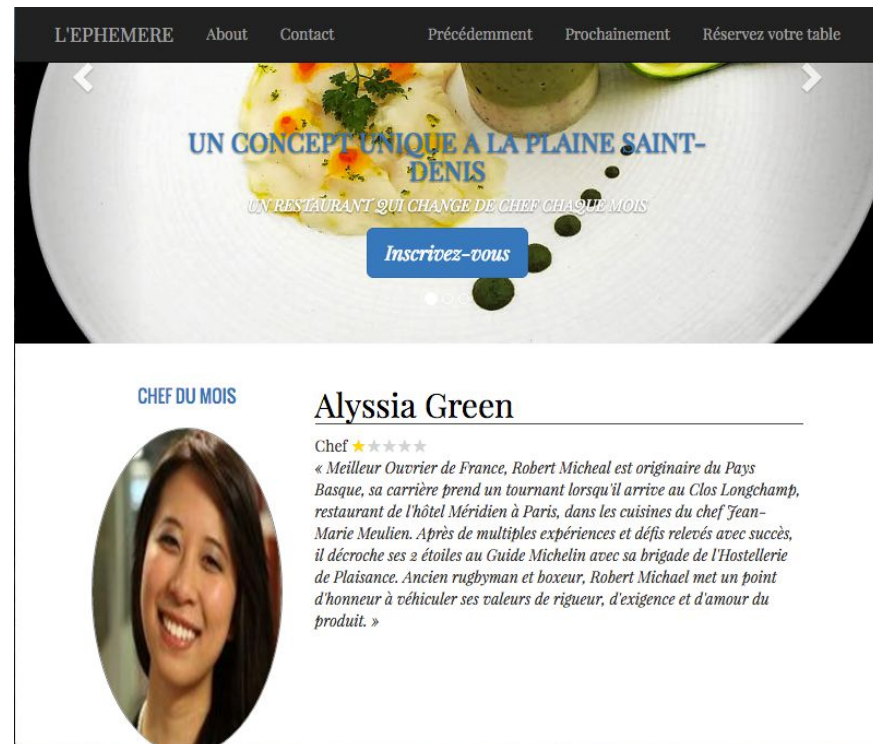 L'EPHEMERE About Contact Précédemment Prochainement Réservez votre table
UN CONCEPT UNIQUE A LA PLAINE SAINT-
DENIS
UN RESTAURANT QUI CHANGE DE CHEF CHAQUE MOIS
Inscrivez-vous
CHEF DU MOIS
Alyssia Green
Chef
« Meilleur Ouvrier de France, Robert Micheal est originaire du Pays
Basque, sa carrière prend un tournant lorsqu'il arrive au Clos Longchamp,
restaurant de l'hôtel Méridien à Paris, dans les cuisines du chef Jean-
Marie Meulien. Après de multiples expériences et défis relevés avec succès,
il décroche ses 2 étoiles au Guide Michelin avec sa brigade de l'Hostellerie
de Plaisance. Ancien rugbyman et boxeur, Robert Michael met un point
d'honneur à véhiculer ses valeurs de rigueur, d'exigence et d'amour du
produit. »